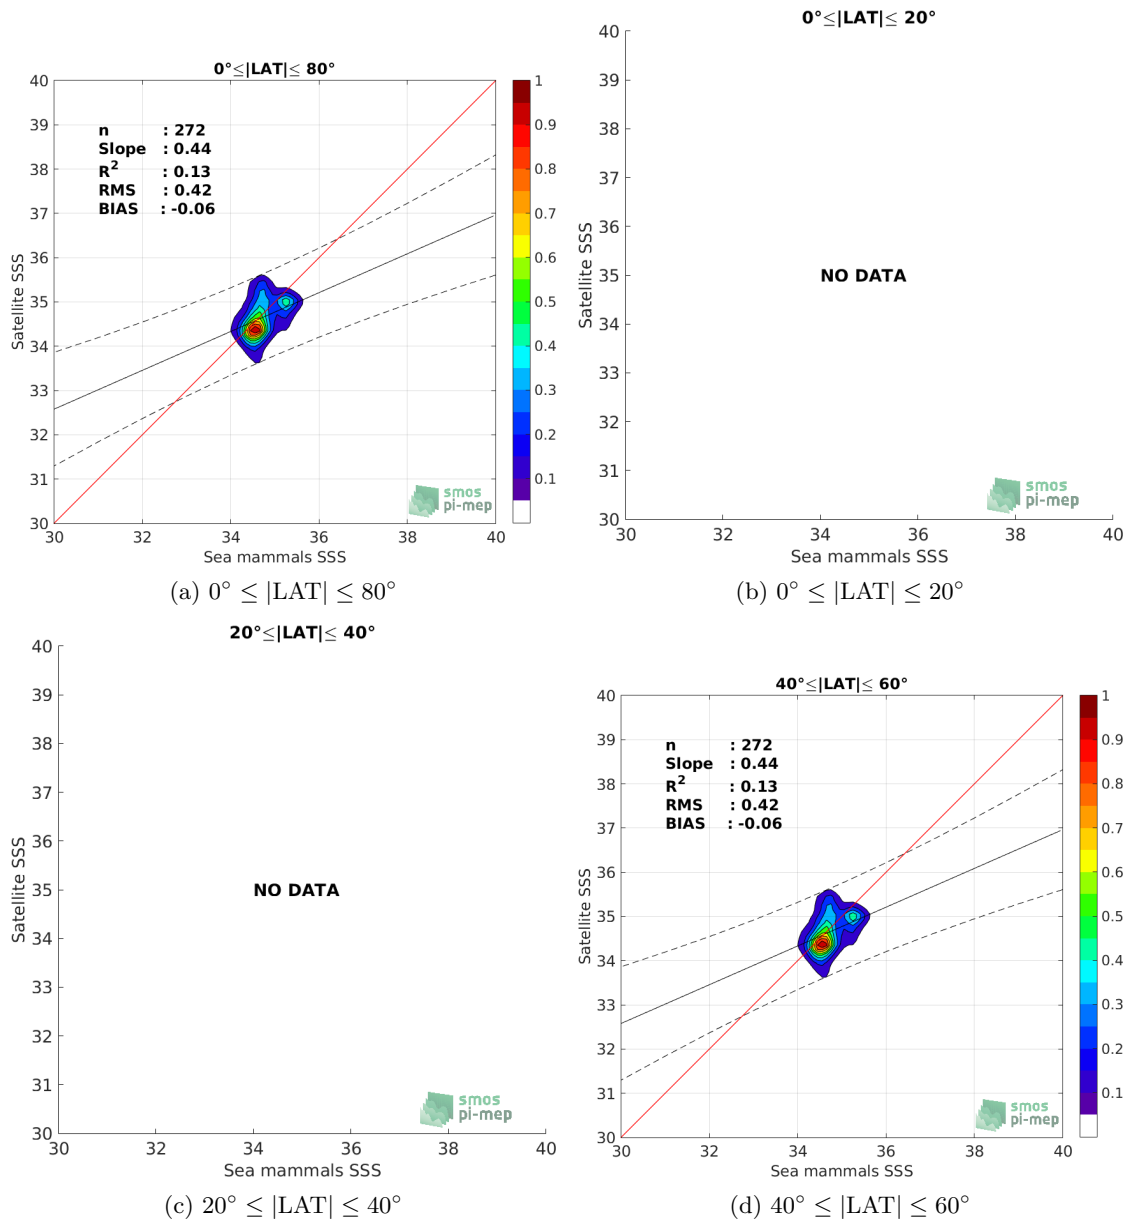 0°≤|LAT|≤ 80°
40
39
38
37
36
35
34
33
32
31
30
Satellite SSS
n : 272
Slope : 0.44
R² : 0.13
RMS : 0.42
BIAS : -0.06
smos
pi-mep
30 32 34 36 38 40
Sea mammals SSS
1
0.9
0.8
0.7
0.6
0.5
0.4
0.3
0.2
0.1
(a) 0° ≤ |LAT| ≤ 80°
0°≤|LAT|≤ 20°
40
39
38
37
36
35
34
33
32
31
30
Satellite SSS
NO DATA
smos
pi-mep
30 32 34 36 38 40
Sea mammals SSS
(b) 0° ≤ |LAT| ≤ 20°
20°≤|LAT|≤ 40°
40
39
38
37
36
35
34
33
32
31
30
Satellite SSS
NO DATA
smos
pi-mep
30 32 34 36 38 40
Sea mammals SSS
(c) 20° ≤ |LAT| ≤ 40°
40°≤|LAT|≤ 60°
40
39
38
37
36
35
34
33
32
31
30
Satellite SSS
n : 272
Slope : 0.44
R² : 0.13
RMS : 0.42
BIAS : -0.06
smos
pi-mep
30 32 34 36 38 40
Sea mammals SSS
1
0.9
0.8
0.7
0.6
0.5
0.4
0.3
0.2
0.1
(d) 40° ≤ |LAT| ≤ 60°